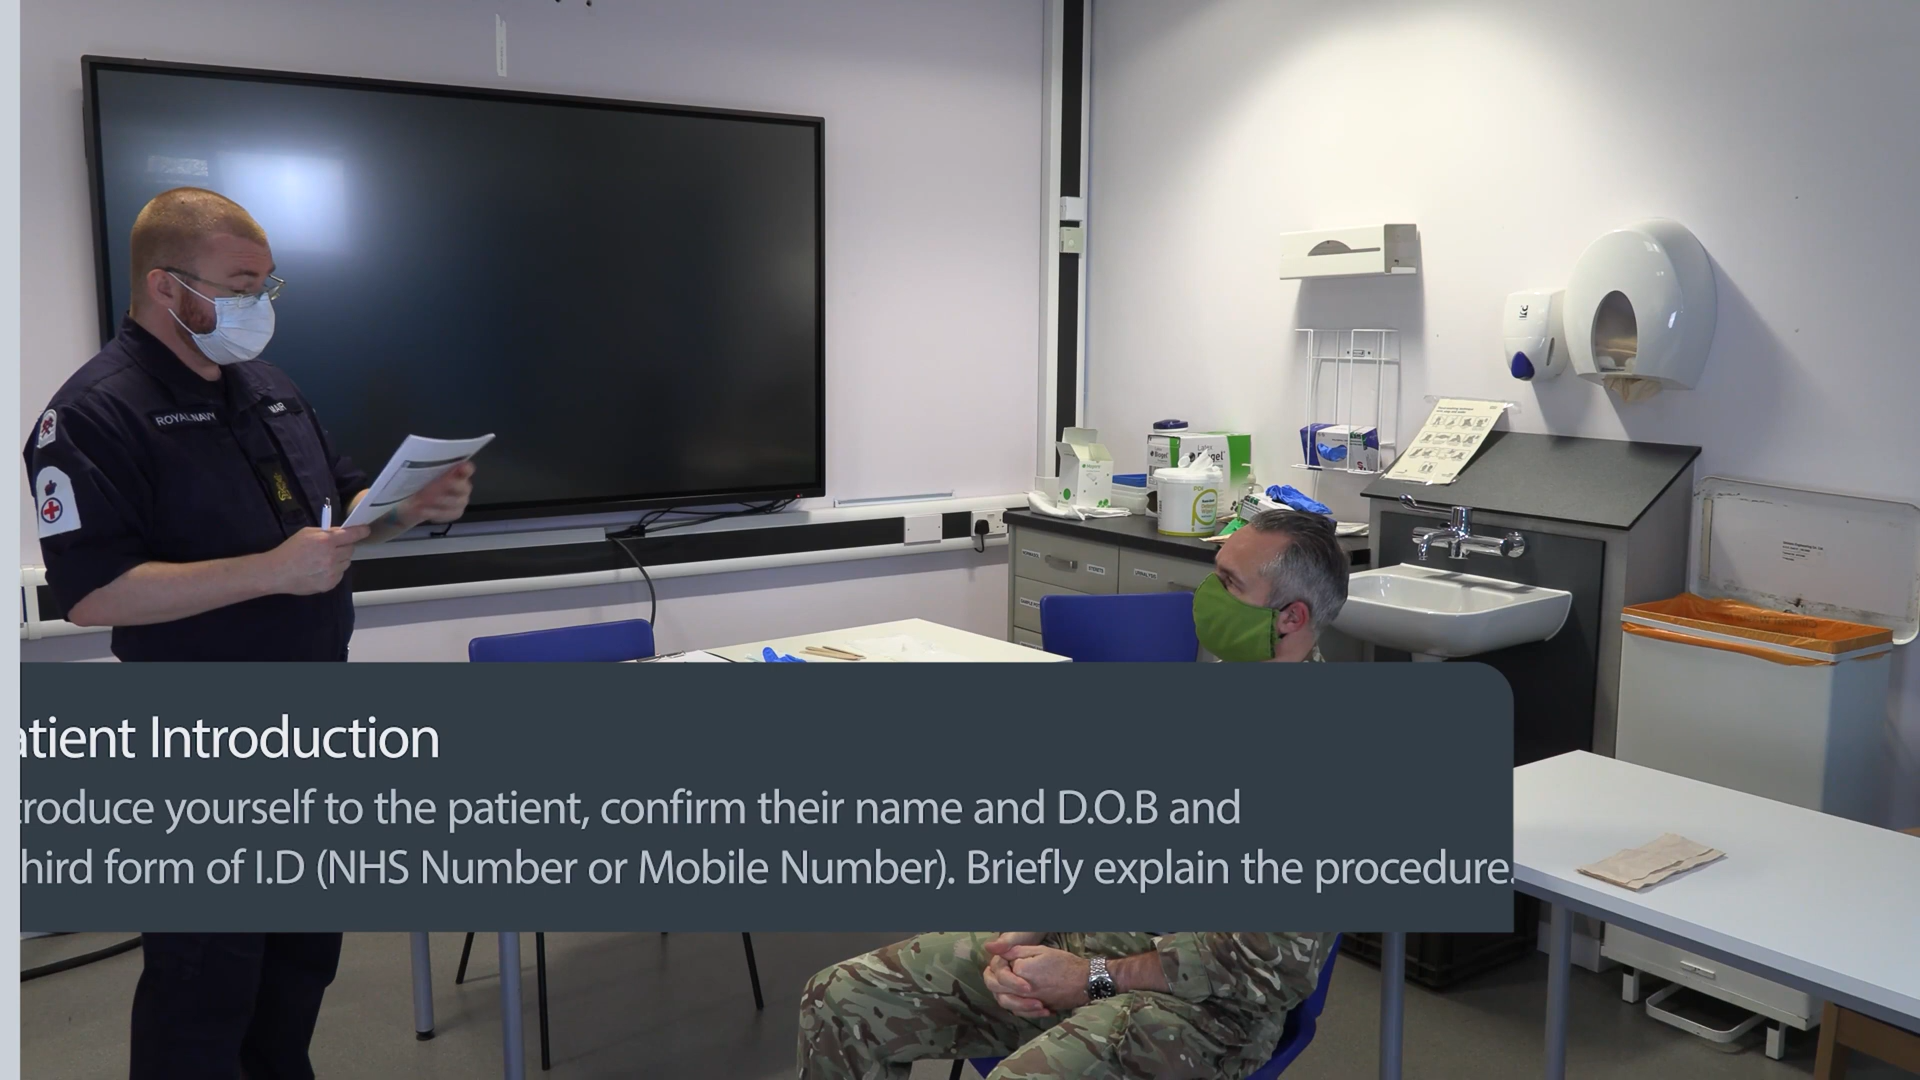 ROYAL NAVY
MAIR
Biogel
atient Introduction
troduce yourself to the patient, confirm their name and D.O.B and
hird form of I.D (NHS Number or Mobile Number). Briefly explain the procedure.